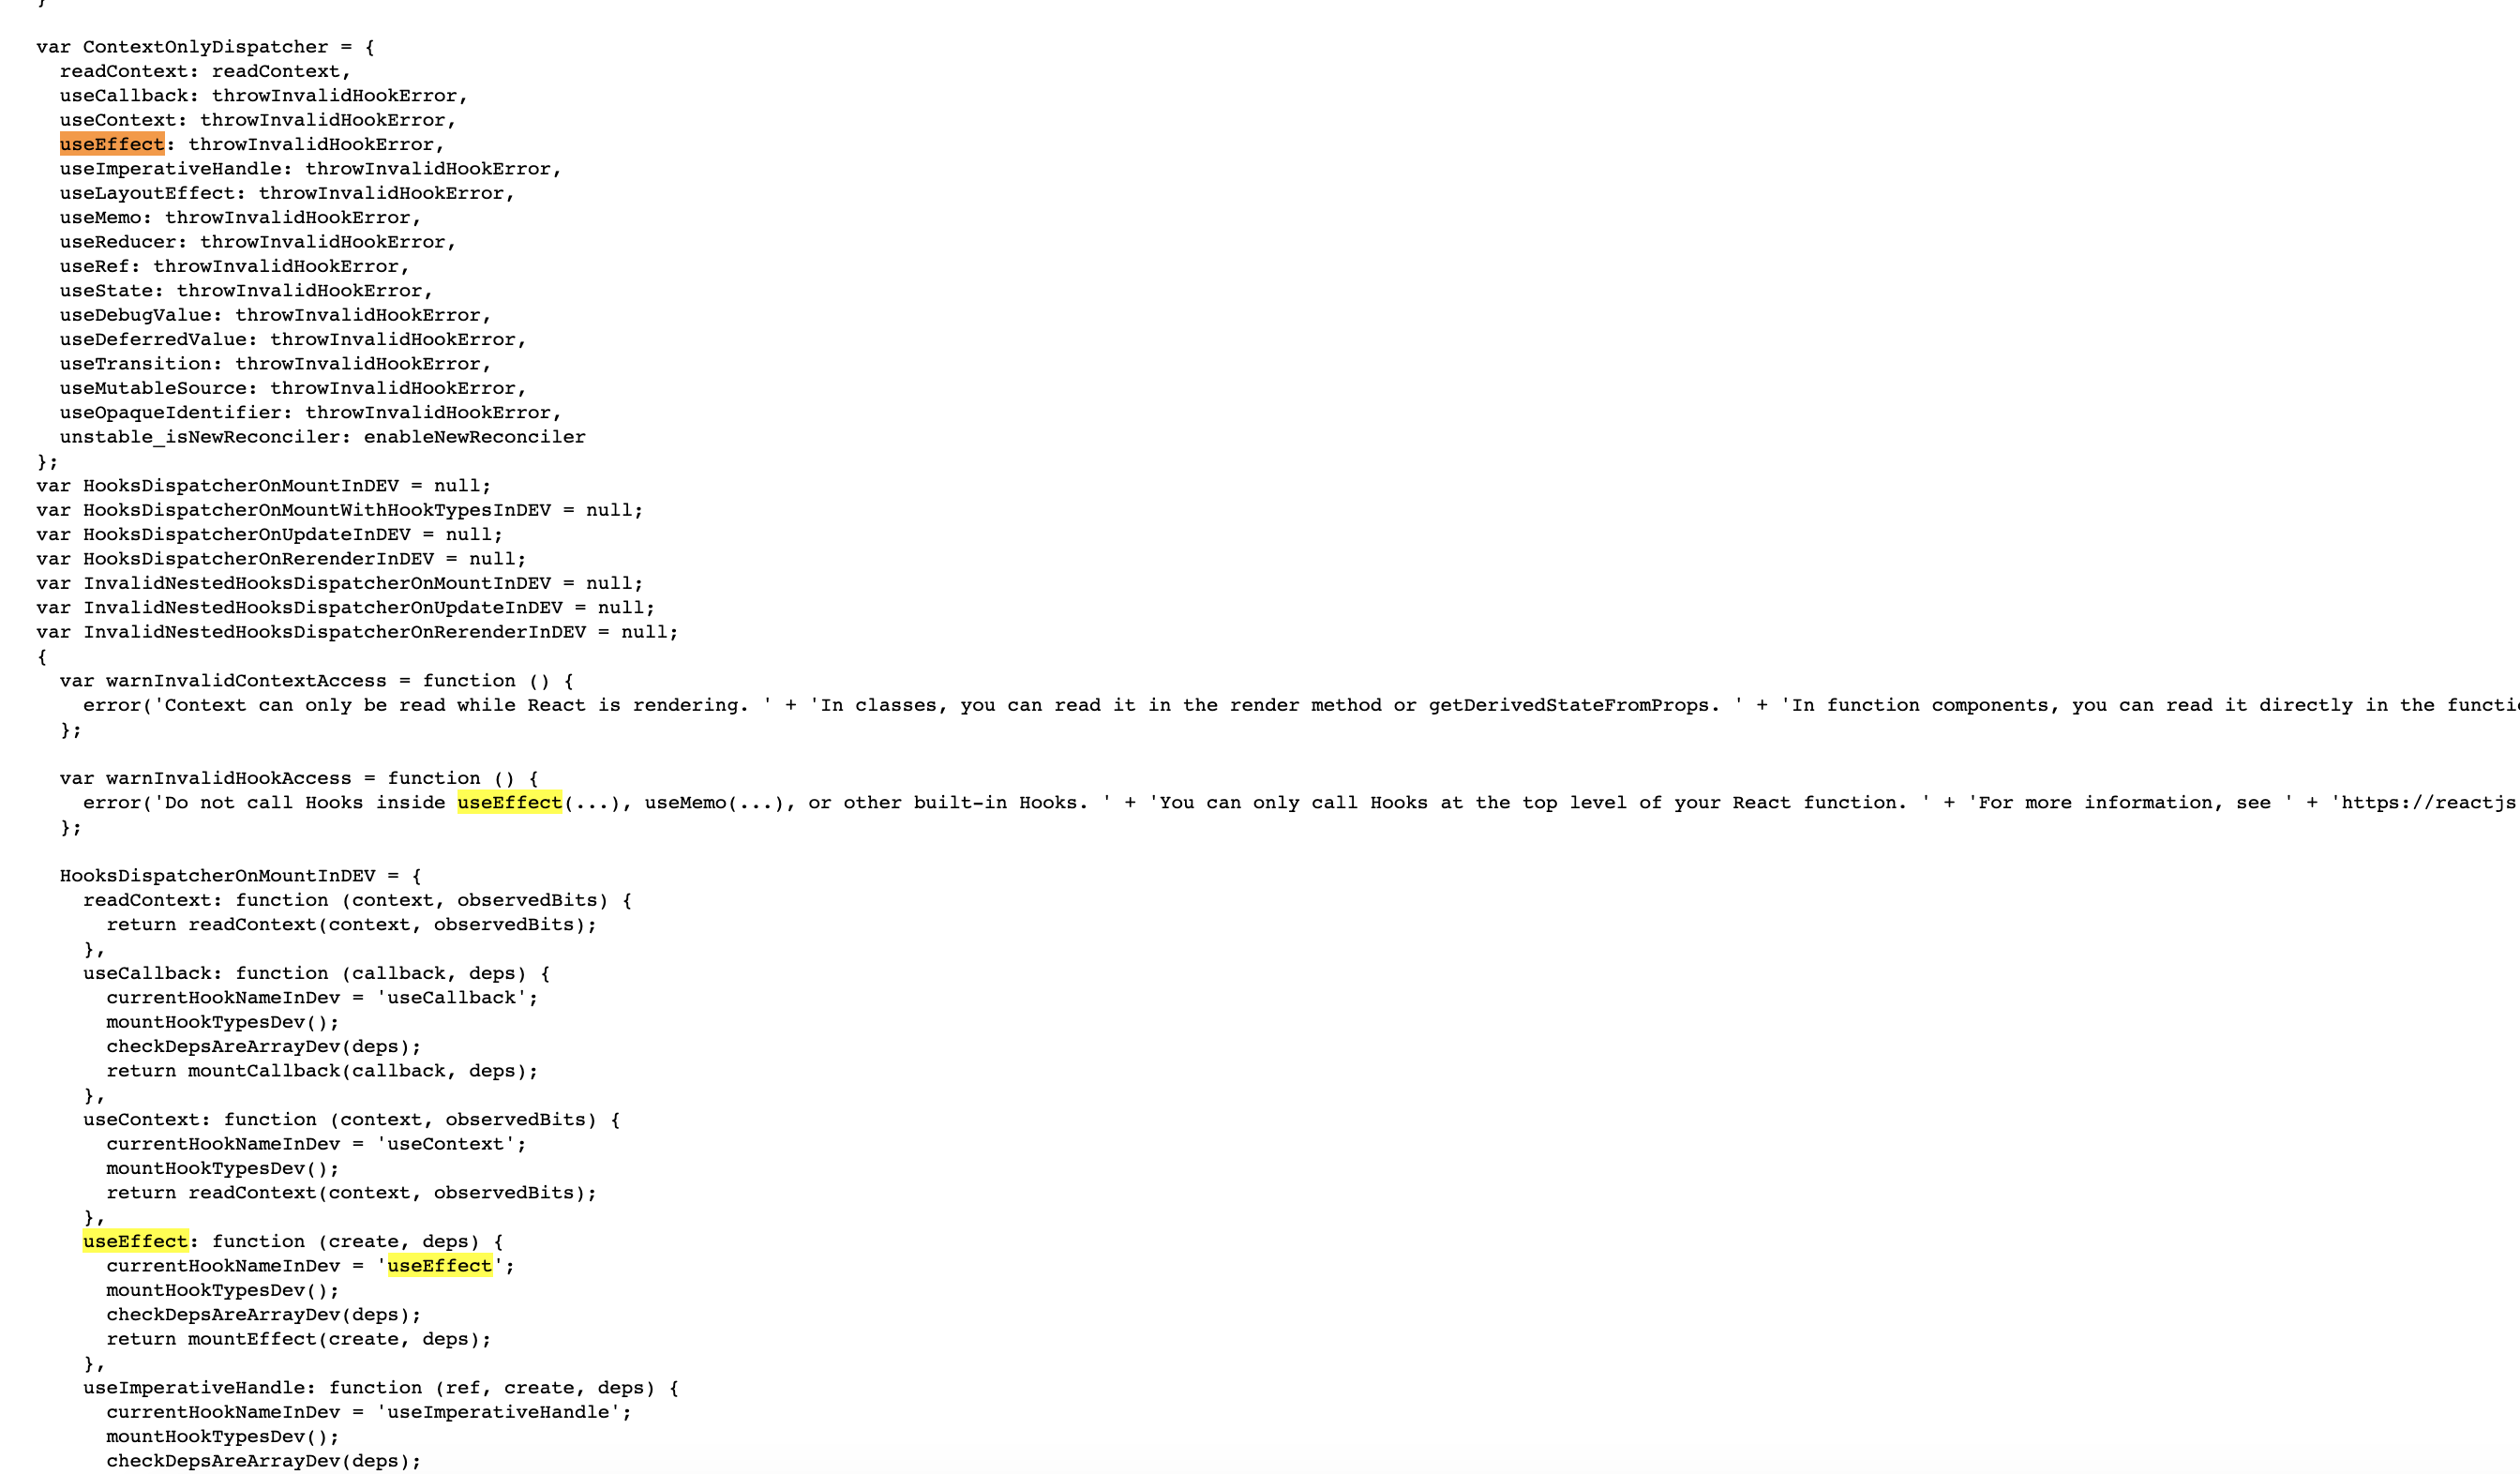 }
var ContextOnlyDispatcher = {
  readContext: readContext,
  useCallback: throwInvalidHookError,
  useContext: throwInvalidHookError,
  useEffect: throwInvalidHookError,
  useImperativeHandle: throwInvalidHookError,
  useLayoutEffect: throwInvalidHookError,
  useMemo: throwInvalidHookError,
  useReducer: throwInvalidHookError,
  useRef: throwInvalidHookError,
  useState: throwInvalidHookError,
  useDebugValue: throwInvalidHookError,
  useDeferredValue: throwInvalidHookError,
  useTransition: throwInvalidHookError,
  useMutableSource: throwInvalidHookError,
  useOpaqueIdentifier: throwInvalidHookError,
  unstable_isNewReconciler: enableNewReconciler
};
var HooksDispatcherOnMountInDEV = null;
var HooksDispatcherOnMountWithHookTypesInDEV = null;
var HooksDispatcherOnUpdateInDEV = null;
var HooksDispatcherOnRerenderInDEV = null;
var InvalidNestedHooksDispatcherOnMountInDEV = null;
var InvalidNestedHooksDispatcherOnUpdateInDEV = null;
var InvalidNestedHooksDispatcherOnRerenderInDEV = null;
{
  var warnInvalidContextAccess = function () {
    error('Context can only be read while React is rendering. ' + 'In classes, you can read it in the render method or getDerivedStateFromProps. ' + 'In function components, you can read it directly in the functi
  };

  var warnInvalidHookAccess = function () {
    error('Do not call Hooks inside useEffect(...), useMemo(...), or other built-in Hooks. ' + 'You can only call Hooks at the top level of your React function. ' + 'For more information, see ' + 'https://reactjs
  };

  HooksDispatcherOnMountInDEV = {
    readContext: function (context, observedBits) {
      return readContext(context, observedBits);
    },
    useCallback: function (callback, deps) {
      currentHookNameInDev = 'useCallback';
      mountHookTypesDev();
      checkDepsAreArrayDev(deps);
      return mountCallback(callback, deps);
    },
    useContext: function (context, observedBits) {
      currentHookNameInDev = 'useContext';
      mountHookTypesDev();
      return readContext(context, observedBits);
    },
    useEffect: function (create, deps) {
      currentHookNameInDev = 'useEffect';
      mountHookTypesDev();
      checkDepsAreArrayDev(deps);
      return mountEffect(create, deps);
    },
    useImperativeHandle: function (ref, create, deps) {
      currentHookNameInDev = 'useImperativeHandle';
      mountHookTypesDev();
      checkDepsAreArrayDev(deps);